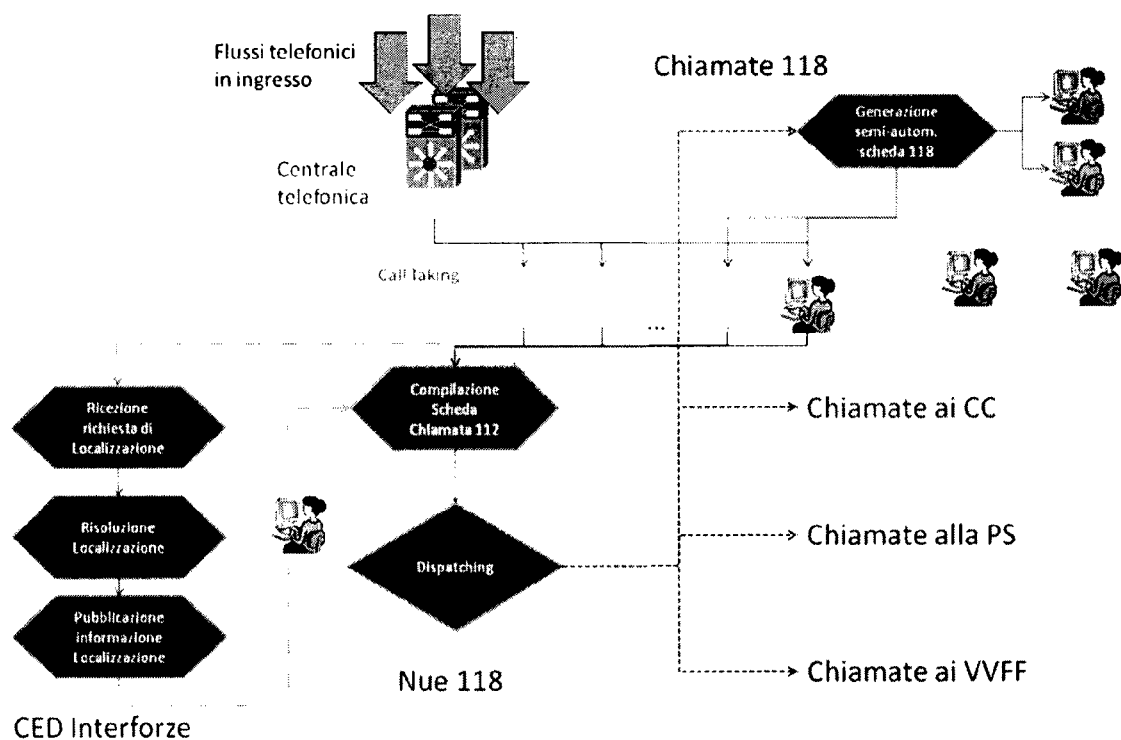 Flussi telefonici
in ingresso
Chiamate 118
Generazione
semi-autom.
scheda 118
Centrale
telefonica
Call taking
...
Compilazione
Scheda
Chiamata 112
Ricezione
richiesta di
Localizzazione
Chiamate ai CC
Risoluzione
Localizzazione
Dispatching
Chiamate alla PS
Pubblicazione
informazione
Localizzazione
Nue 118
Chiamate ai VVFF
CED Interforze